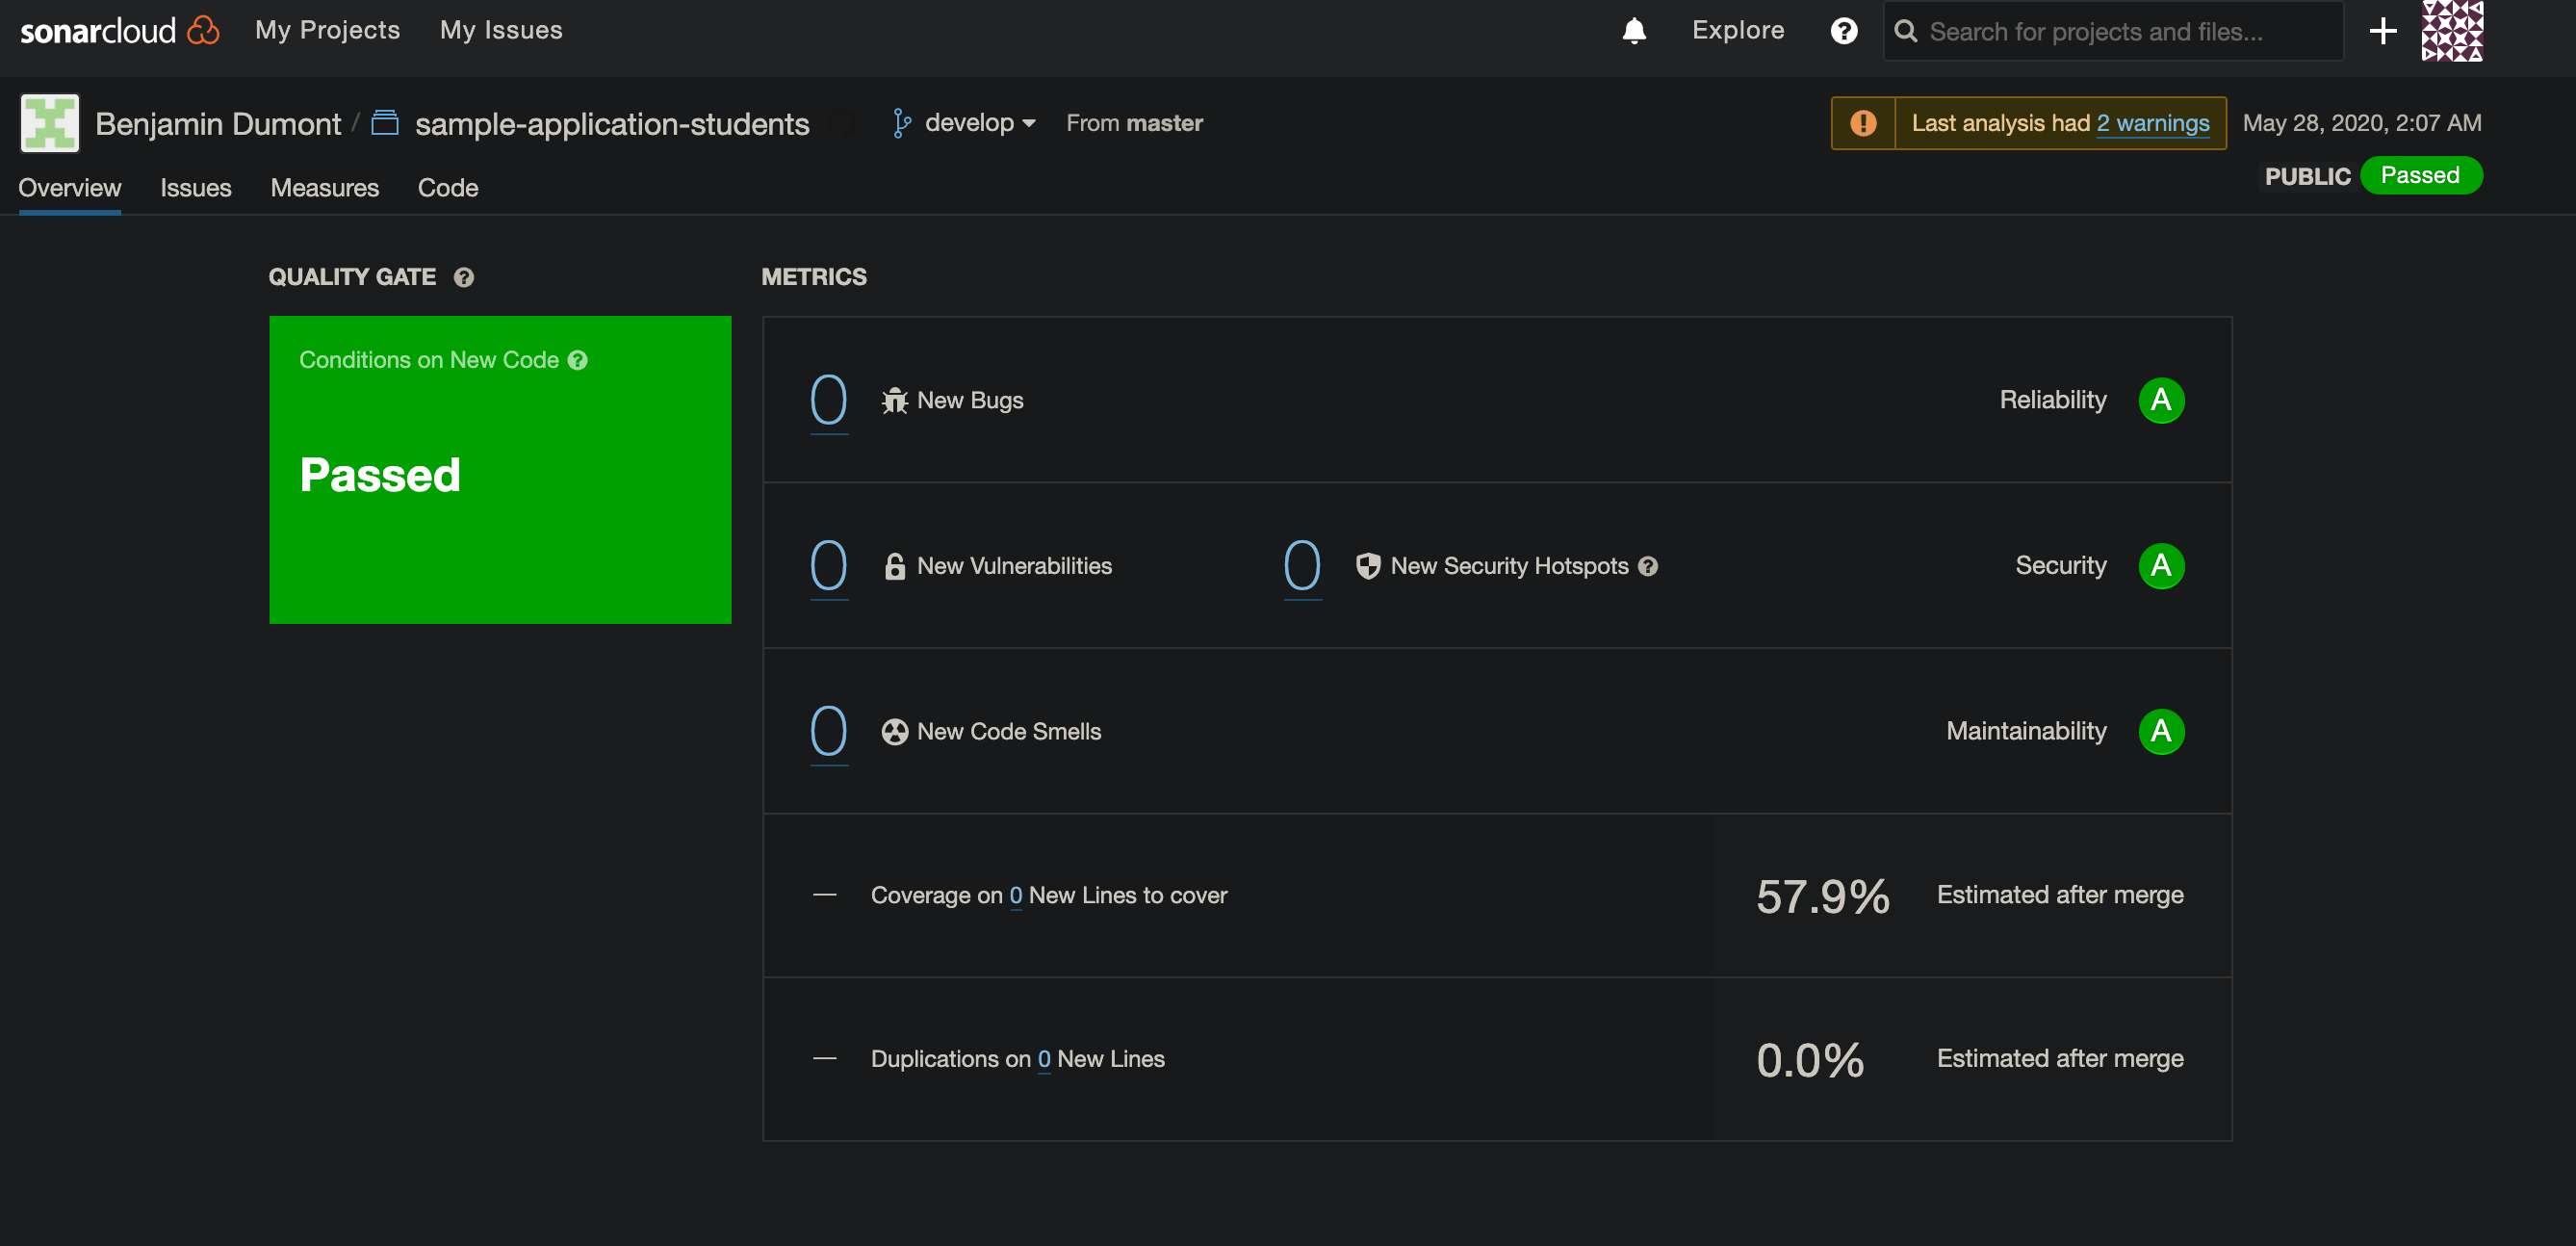 sonarcloud My Projects My Issues Explore Search for projects and files...
Benjamin Dumont / sample-application-students develop From master Last analysis had 2 warnings May 28, 2020, 2:07 AM
Overview Issues Measures Code PUBLIC Passed
QUALITY GATE METRICS
Conditions on New Code
Passed
0 New Bugs Reliability A
0 New Vulnerabilities 0 New Security Hotspots Security A
0 New Code Smells Maintainability A
— Coverage on 0 New Lines to cover 57.9% Estimated after merge
— Duplications on 0 New Lines 0.0% Estimated after merge